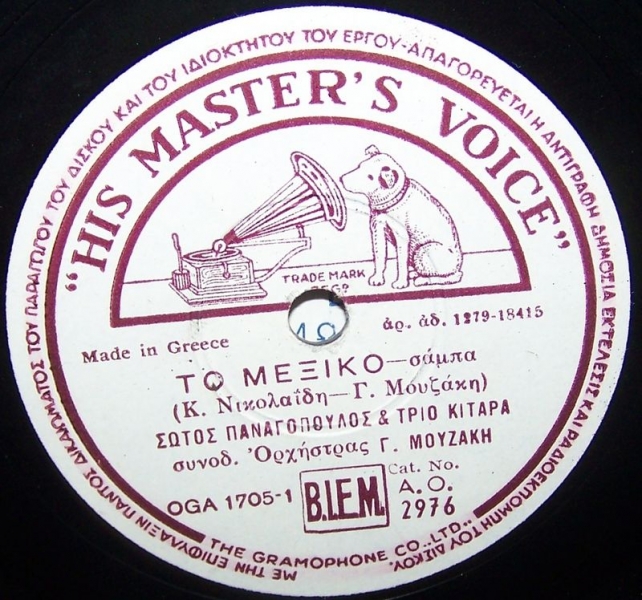 ΜΕ ΤΗΝ ΕΠΙΦΥΛΑΞΙΝ ΠΑΝΤΟΣ ΔΙΚΑΙΩΜΑΤΟΣ ΤΟΥ ΠΑΡΑΓΩΓΟΥ ΤΟΥ ΔΙΣΚΟΥ ΚΑΙ ΤΟΥ ΙΔΙΟΚΤΗΤΟΥ ΤΟΥ ΕΡΓΟΥ-ΑΠΑΓΟΡΕΥΕΤΑΙ Η ΑΝΤΙΓΡΑΦΗ ΔΗΜΟΣΙΑ ΕΚΤΕΛΕΣΙΣ ΚΑΙ ΡΑΔΙΟΕΚΠΟΜΠΗ ΤΟΥ ΔΙΣΚΟΥ.
"HIS MASTER'S VOICE"
TRADE MARK
Made in Greece
ἀρ. ἀδ. 1279-18415
ΤΟ ΜΕΞΙΚΟ—σάμπα
(Κ. Νικολαΐδη—Γ. Μουζάκη)
ΣΩΤΟΣ ΠΑΝΑΓΟΠΟΥΛΟΣ & ΤΡΙΟ ΚΙΤΑΡΑ
συνοδ. Ὀρχήστρας Γ. ΜΟΥΖΑΚΗ
OGA 1705-1
B.I.E.M.
Cat. No.
A. O.
2976
THE GRAMOPHONE CO., LTD.,